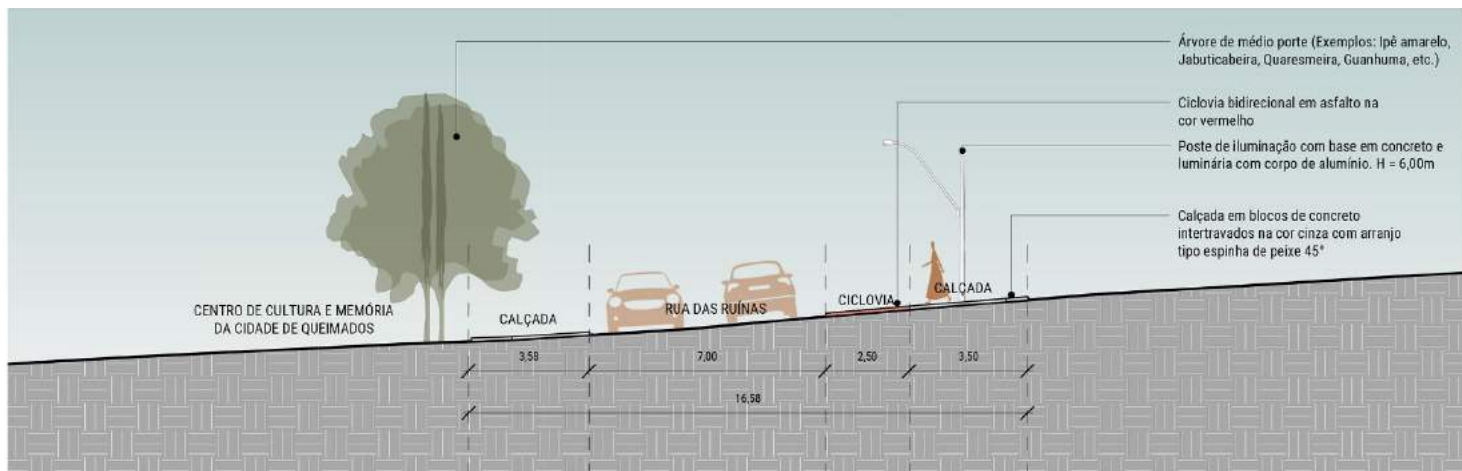 Árvore de médio porte (Exemplos: Ipê amarelo,
Jabuticabeira, Quaresmeira, Guanhuma, etc.)
Ciclovia bidirecional em asfalto na
cor vermelho
Poste de iluminação com base em concreto e
luminária com corpo de alumínio. H = 6,00m
Calçada em blocos de concreto
intertravados na cor cinza com arranjo
tipo espinha de peixe 45°
CENTRO DE CULTURA E MEMÓRIA
DA CIDADE DE QUEIMADOS
CALÇADA
RUA DAS RUÍNAS
CICLOVIA
CALÇADA
3,58
7,00
2,50
3,50
16,58